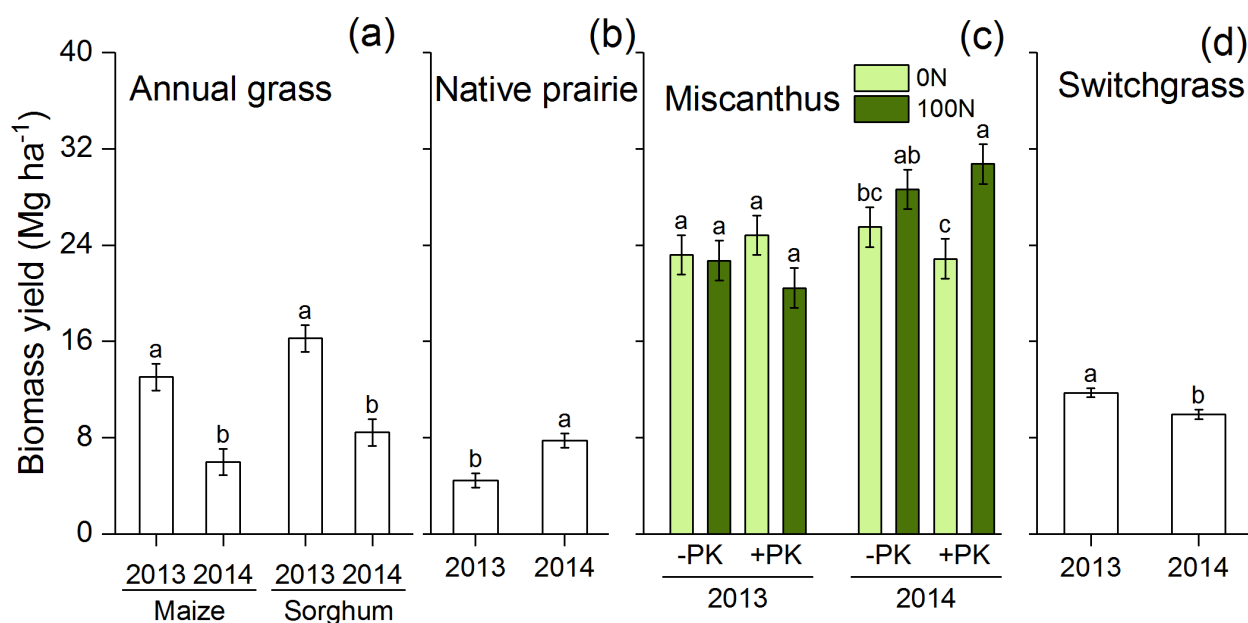 (a)
(b)
(c)
(d)
Annual grass
Native prairie
Miscanthus
0N
100N
Switchgrass
Biomass yield (Mg ha⁻¹)
40
32
24
16
8
0
a
b
a
b
b
a
a
a
a
a
bc
ab
c
a
a
b
2013 2014 2013 2014
Maize Sorghum
2013 2014
-PK +PK -PK +PK
2013 2014
2013 2014